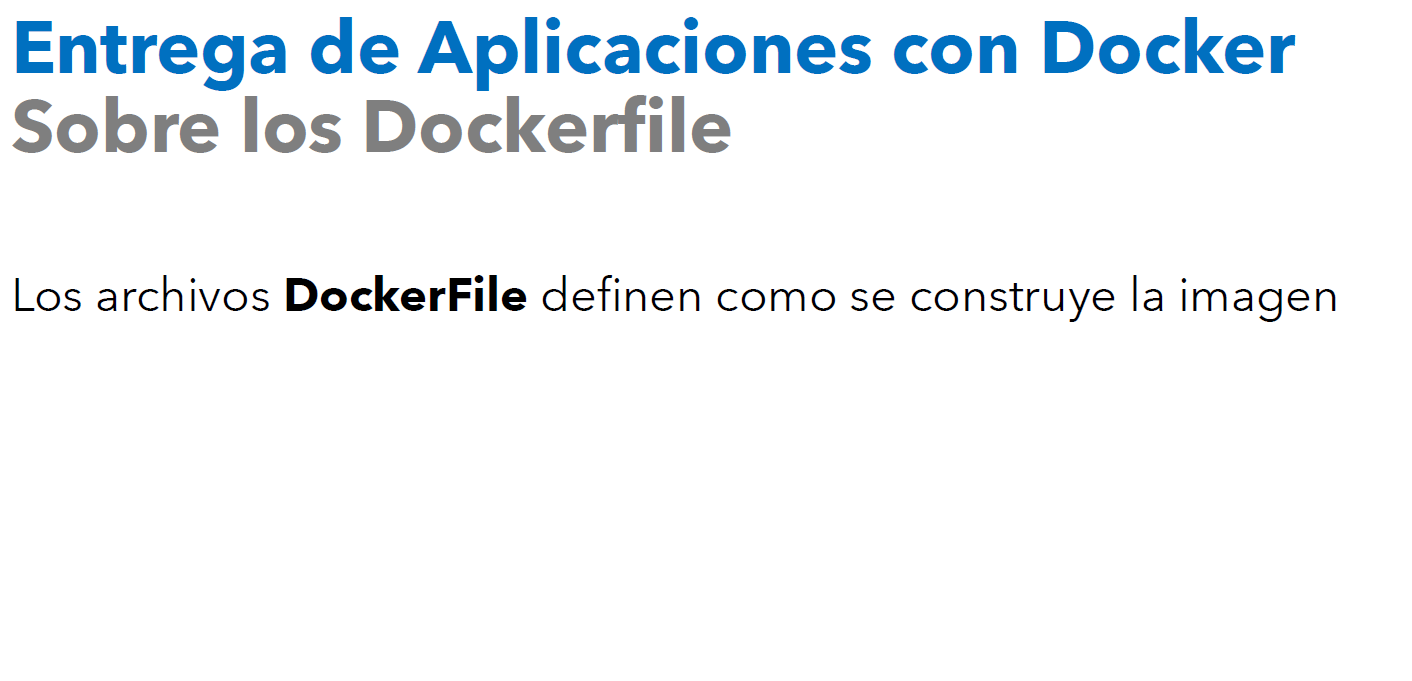 Entrega de Aplicaciones con Docker
Sobre los Dockerfile
Los archivos DockerFile definen como se construye la imagen